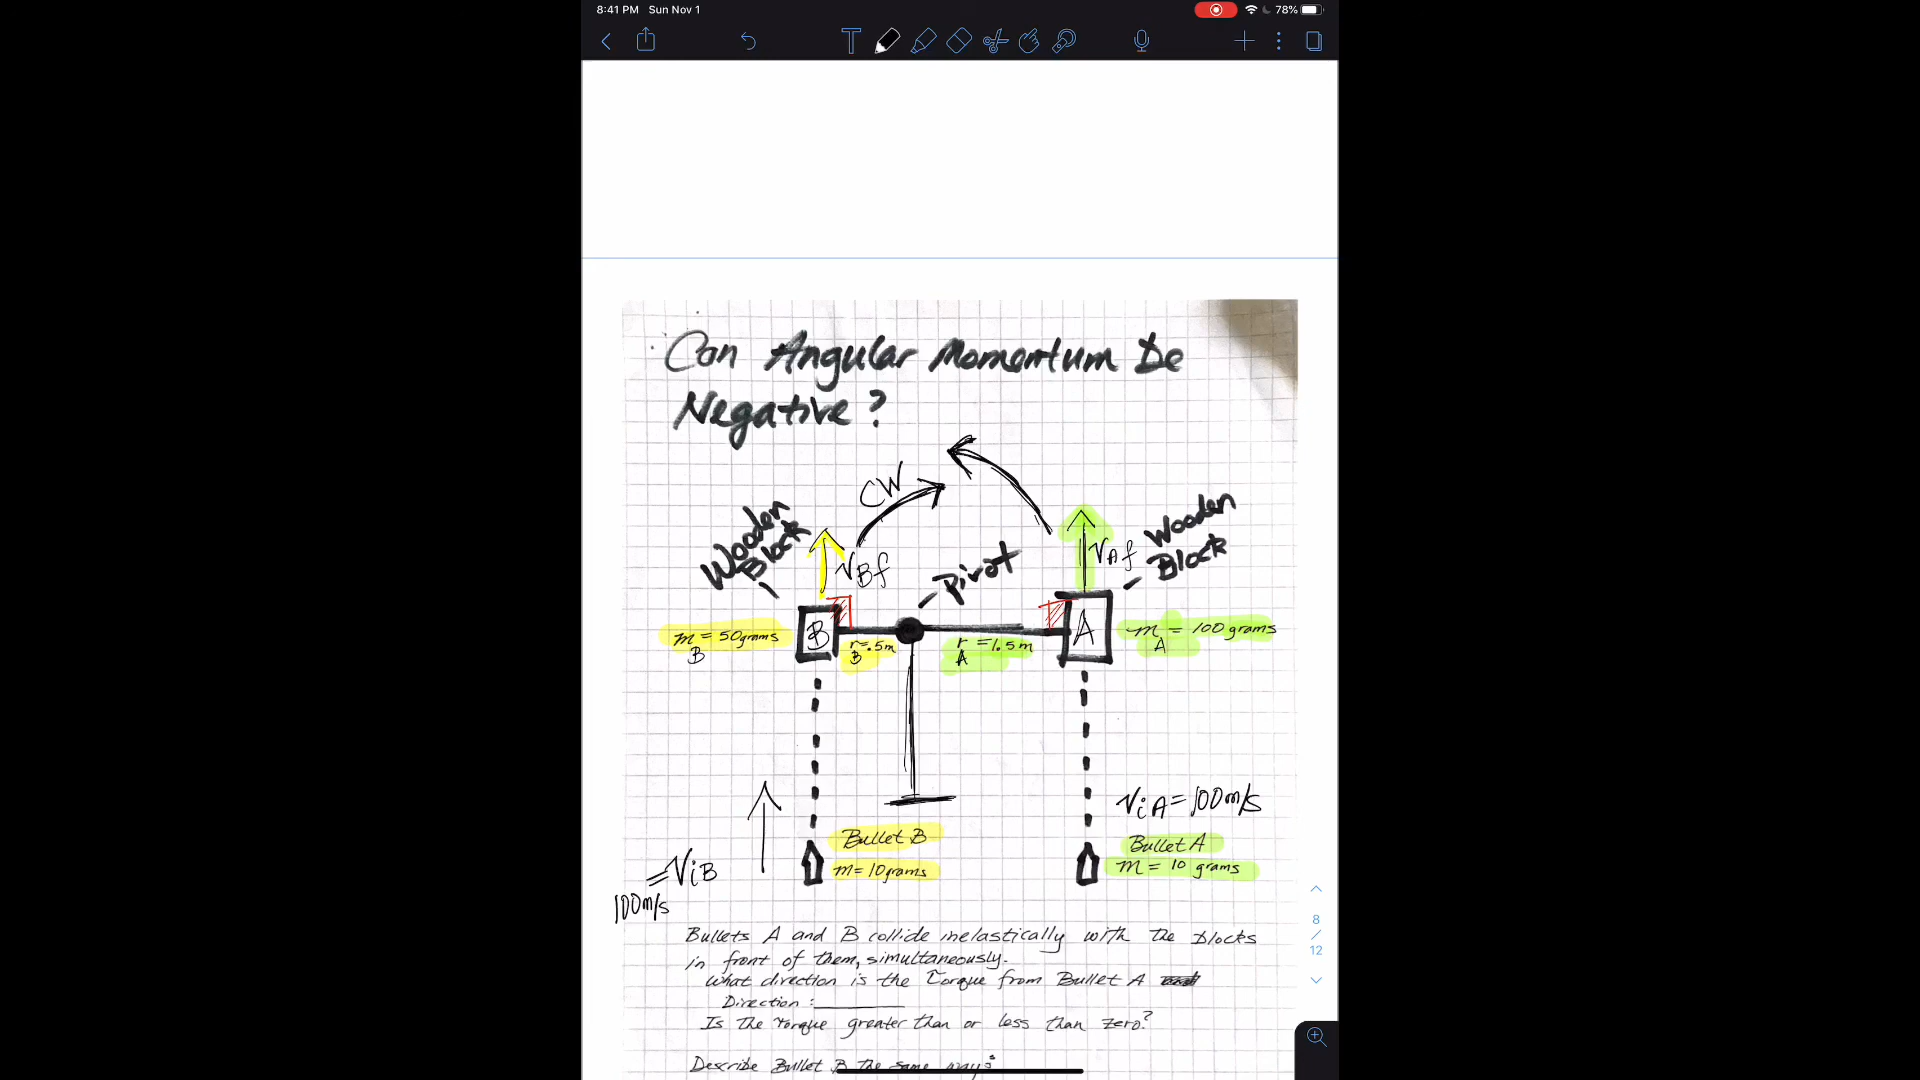 8:41 PM Sun Nov 1
78%
Can Angular Momentum be
Negative?
CW
Wooden
Block
VBf
Pivot
VAf
Wooden
Block
m = 50grams
B
B
r=.5m
B
r =1.5m
A
A
m = 100 grams
A
ViA=100m/s
Bullet B
m=10grams
Bullet A
m = 10 grams
=ViB
100m/s
8
/
12
Bullets A and B collide inelastically with the blocks
in front of them, simultaneously.
What direction is the Torque from Bullet A
Direction :
Is the Torque greater than or less than zero?
Describe Bullet B the same way: